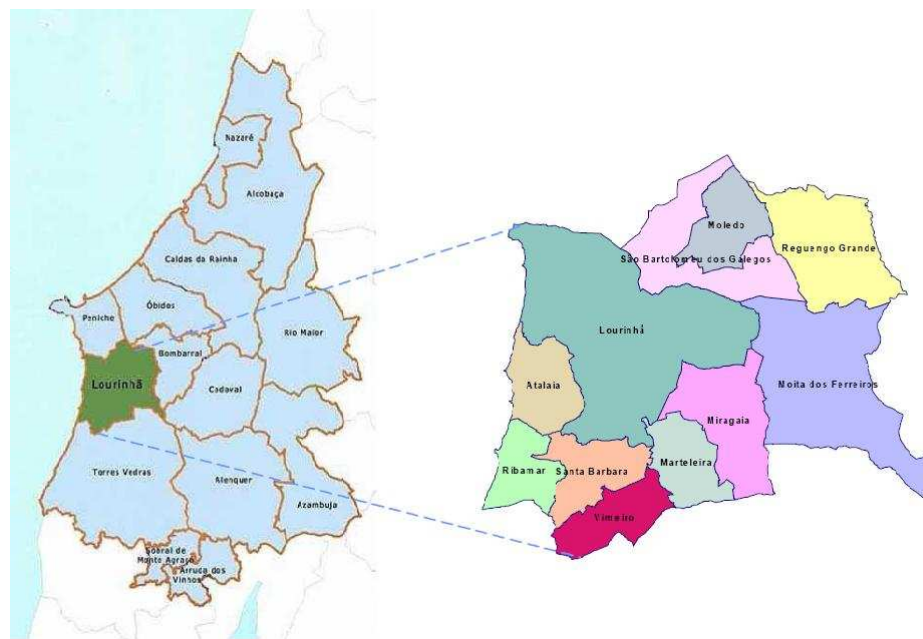 Nazaré
Alcobaça
Caldas da Rainha
Óbidos
Peniche
Rio Maior
Bombarral
Lourinhã
Cadaval
Torres Vedras
Alenquer
Azambuja
Sobral de
Monte Agraço
Arruda dos
Vinhos
Moledo
São Bartolomeu dos Galegos
Reguengo Grande
Lourinhã
Atalaia
Moita dos Ferreiros
Miragaia
Ribamar
Santa Barbara
Marteleira
Vimeiro